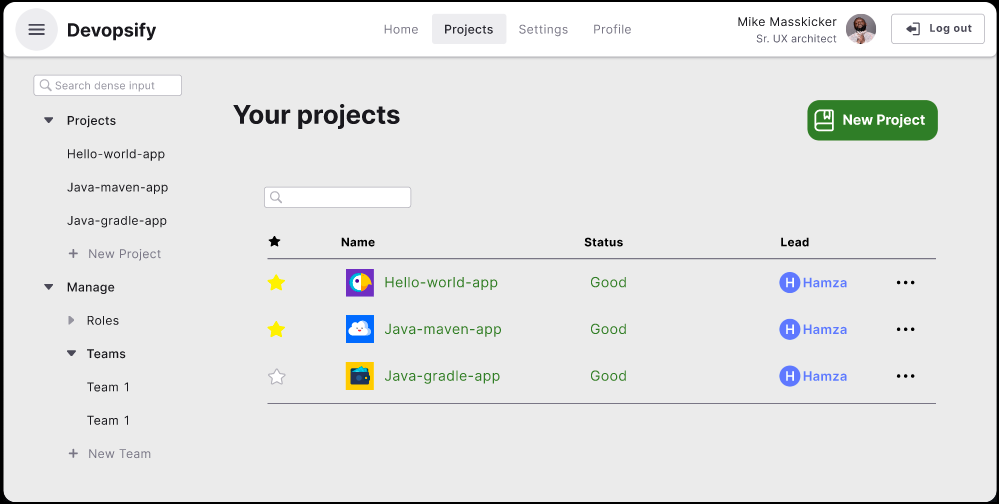 Devopsify
Home Projects Settings Profile
Mike Masskicker
Sr. UX architect
Log out
Search dense input
Projects
Hello-world-app
Java-maven-app
Java-gradle-app
+ New Project
Manage
Roles
Teams
Team 1
Team 1
+ New Team
Your projects
New Project
Name Status Lead
Hello-world-app Good H Hamza ...
Java-maven-app Good H Hamza ...
Java-gradle-app Good H Hamza ...